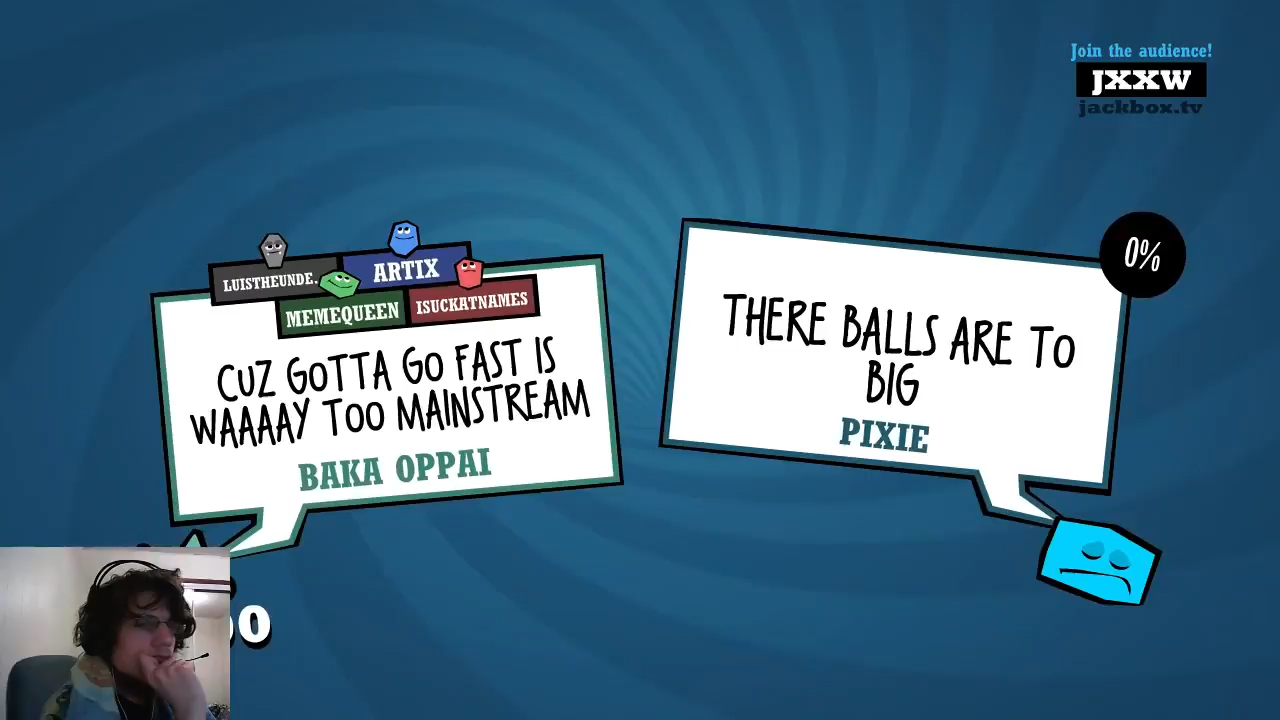 Join the audience!
JXXW
jackbox.tv
0%
LUISTHEUNDE.
ARTIX
MEMEQUEEN
ISUCKATNAMES
CUZ GOTTA GO FAST IS
WAAAAY TOO MAINSTREAM
BAKA OPPAI
THERE BALLS ARE TO
BIG
PIXIE